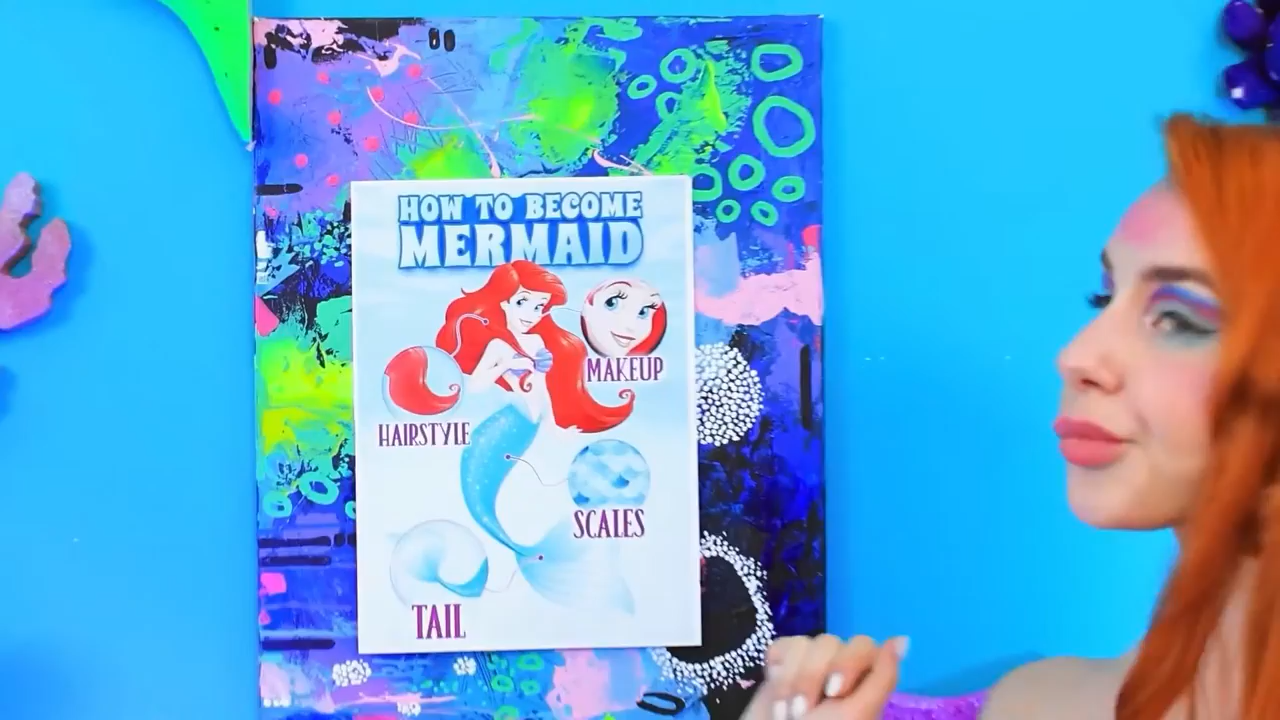 HOW TO BECOME
MERMAID
MAKEUP
HAIRSTYLE
SCALES
TAIL